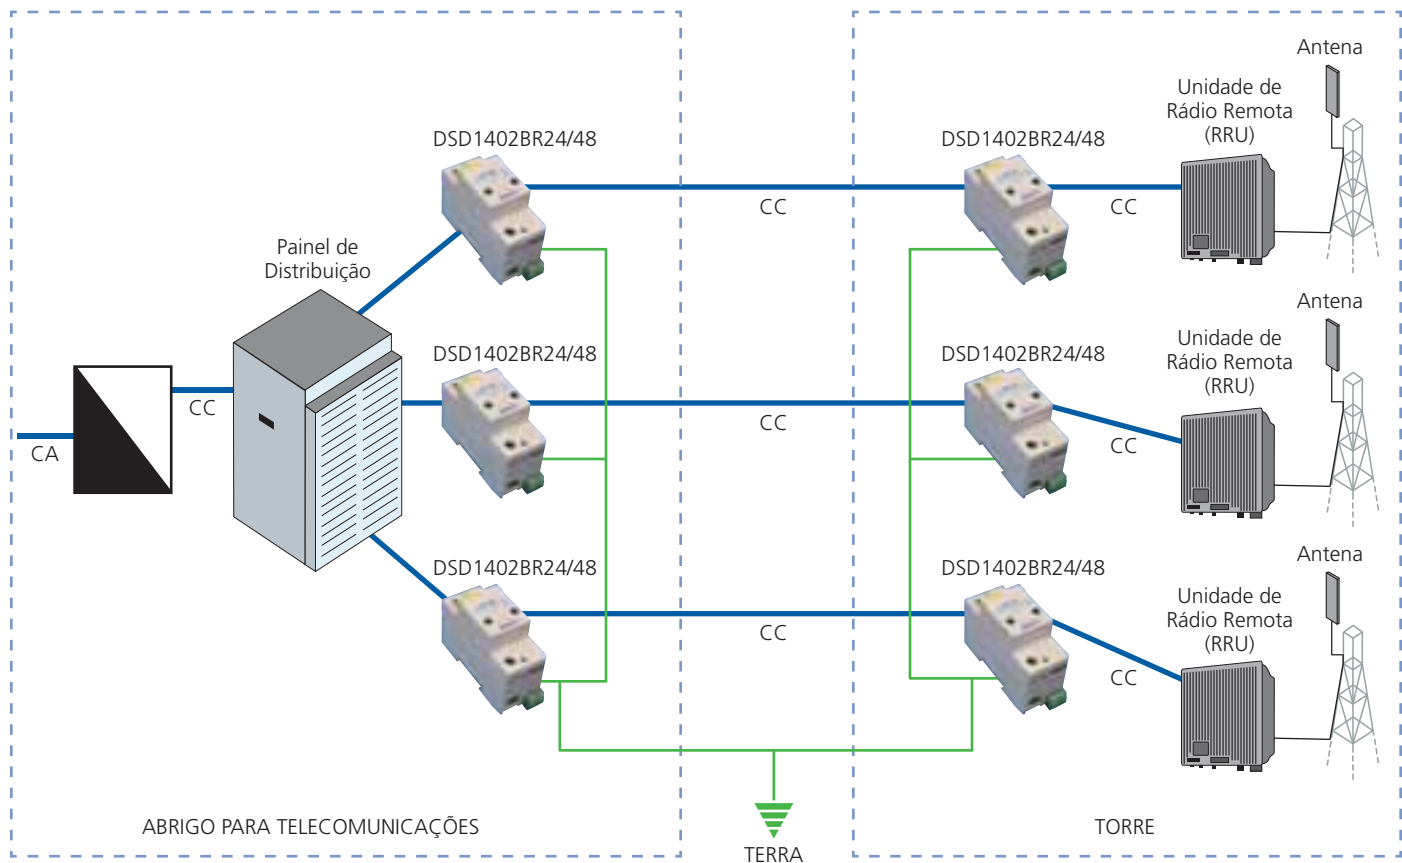 Antena
Unidade de
Rádio Remota
(RRU)
DSD1402BR24/48
DSD1402BR24/48
CC
CC
Painel de
Distribuição
Antena
Unidade de
Rádio Remota
(RRU)
DSD1402BR24/48
DSD1402BR24/48
CC
CC
CC
CA
Antena
Unidade de
Rádio Remota
(RRU)
DSD1402BR24/48
DSD1402BR24/48
CC
CC
ABRIGO PARA TELECOMUNICAÇÕES
TORRE
TERRA